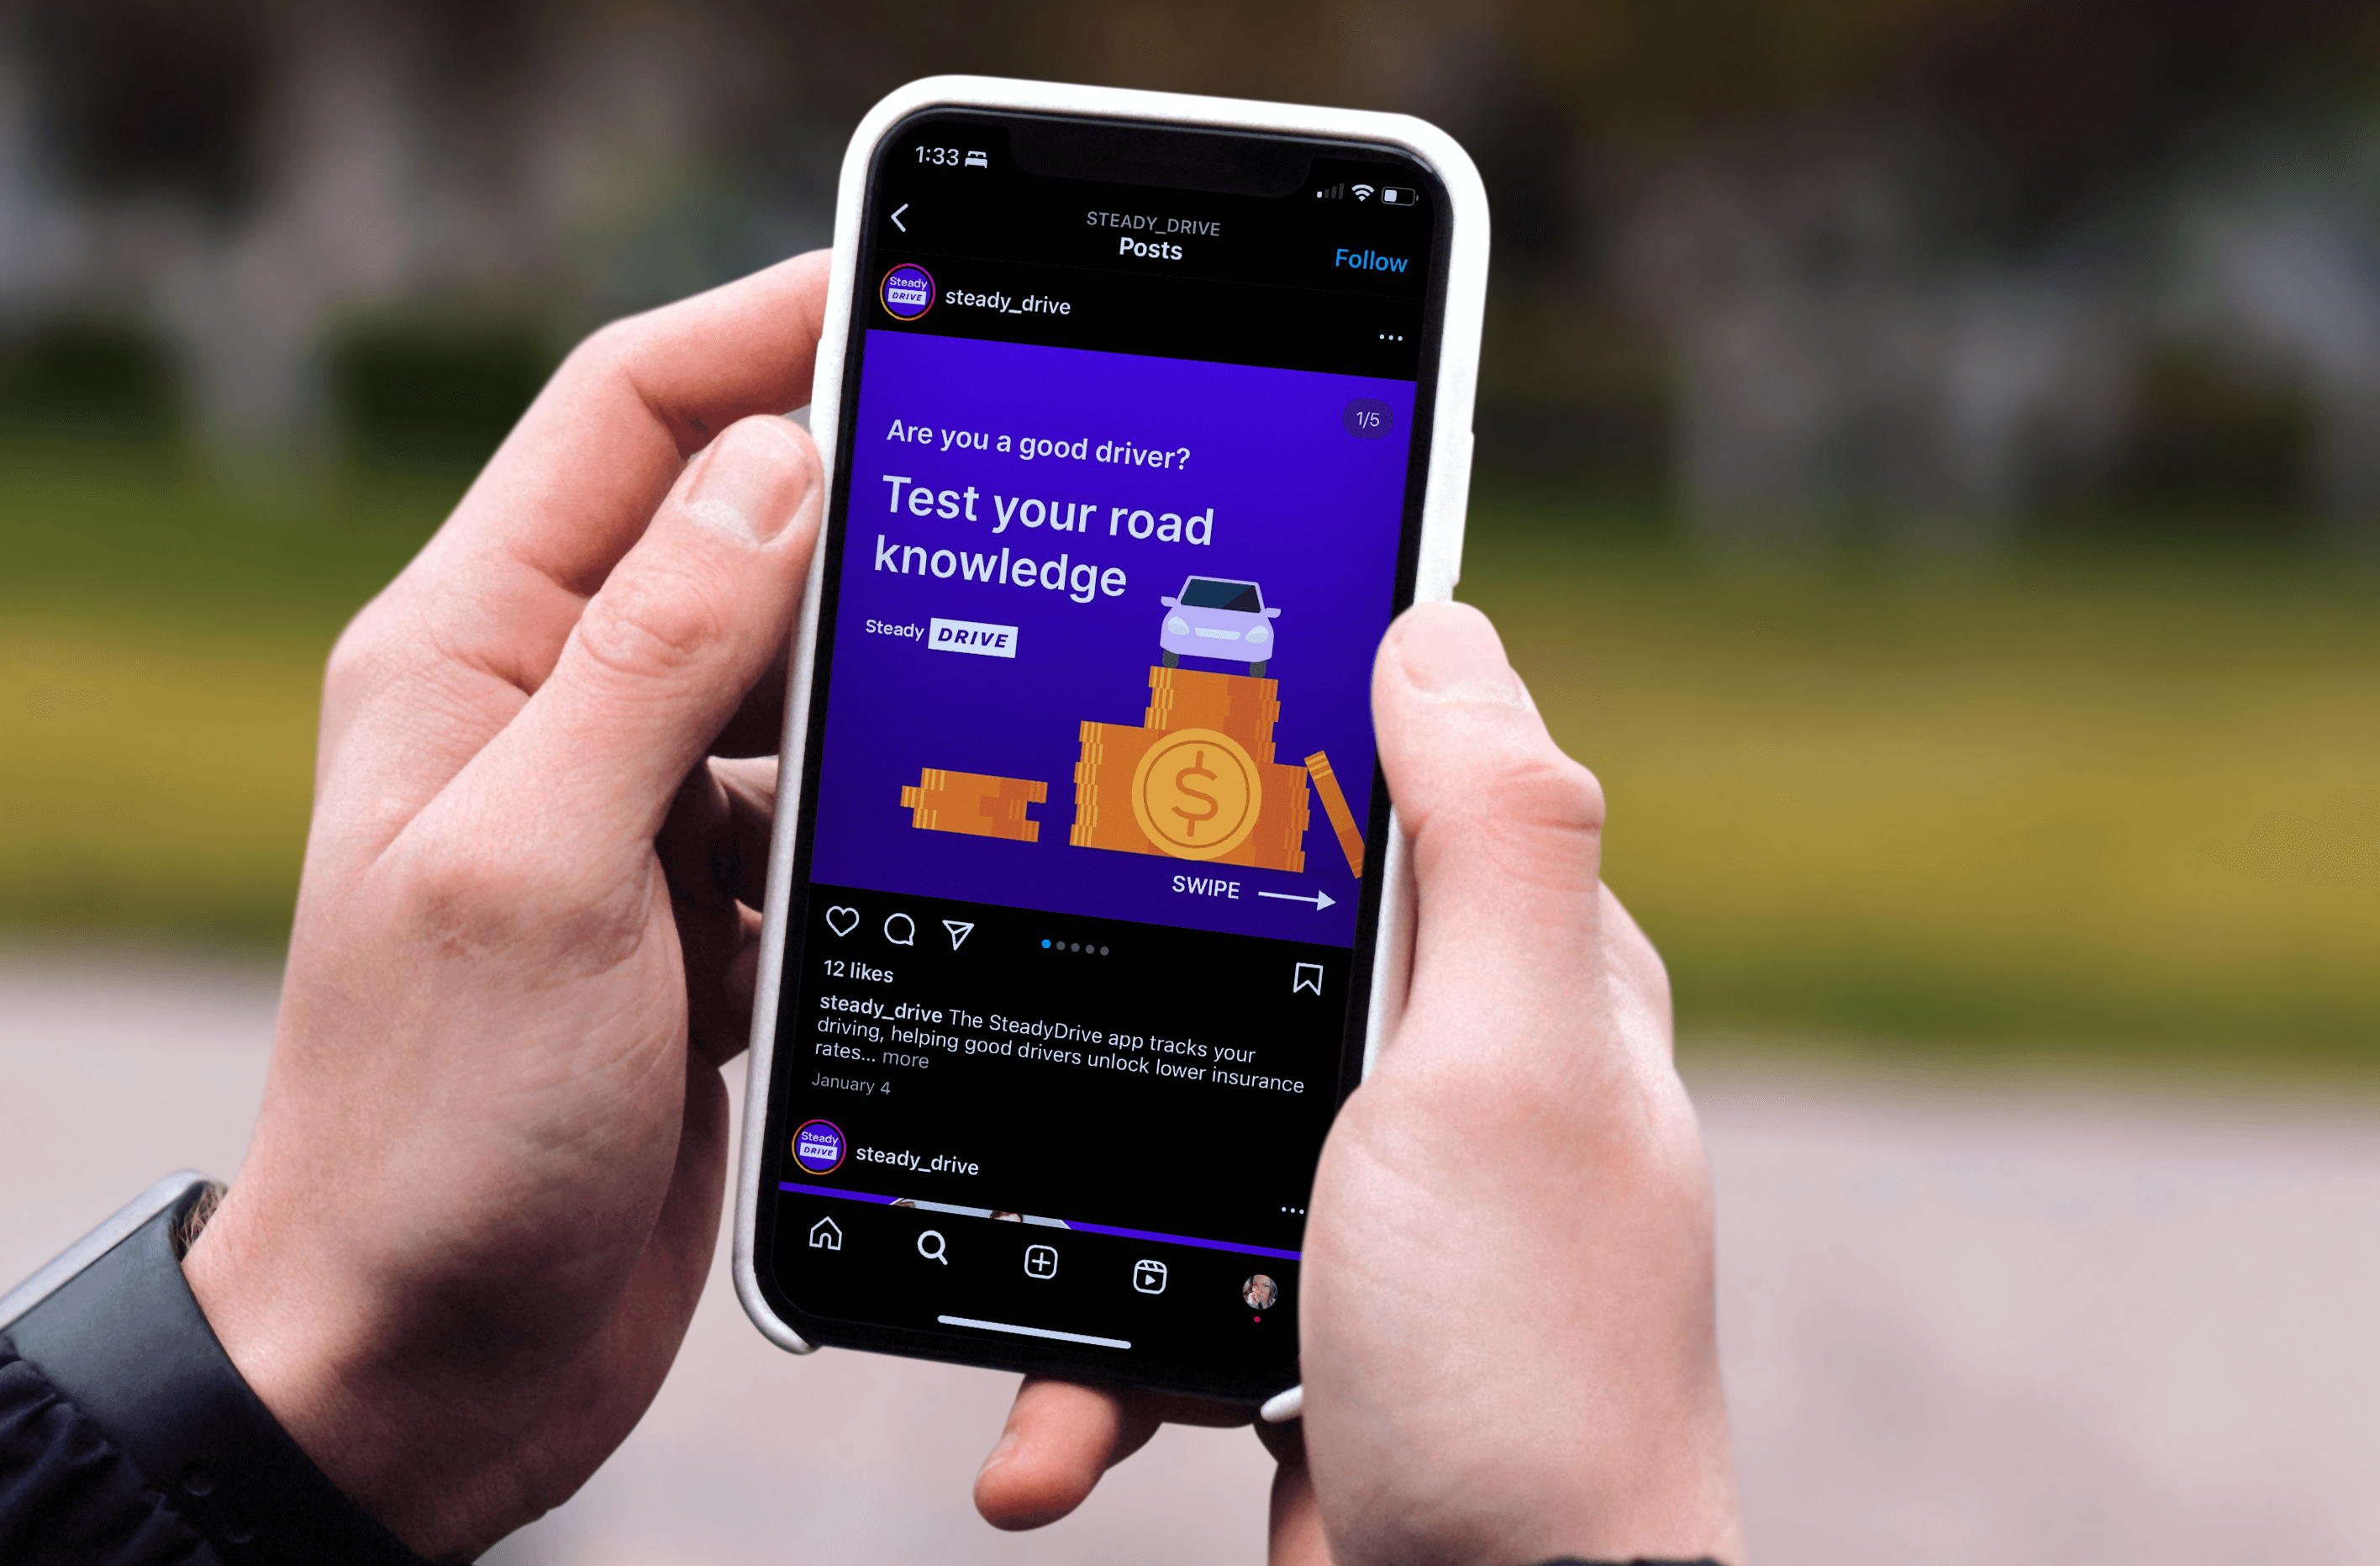 1:33
STEADY_DRIVE
Posts
Follow
Steady
DRIVE
steady_drive
1/5
Are you a good driver?
Test your road
knowledge
Steady DRIVE
$
SWIPE
12 likes
steady_drive The SteadyDrive app tracks your
driving, helping good drivers unlock lower insurance
rates... more
January 4
Steady
DRIVE
steady_drive